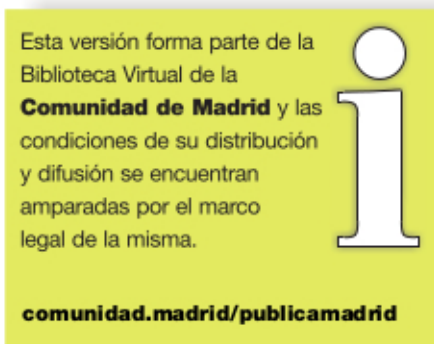 Esta versión forma parte de la
Biblioteca Virtual de la
Comunidad de Madrid y las
condiciones de su distribución
y difusión se encuentran
amparadas por el marco
legal de la misma.
comunidad.madrid/publicamadrid